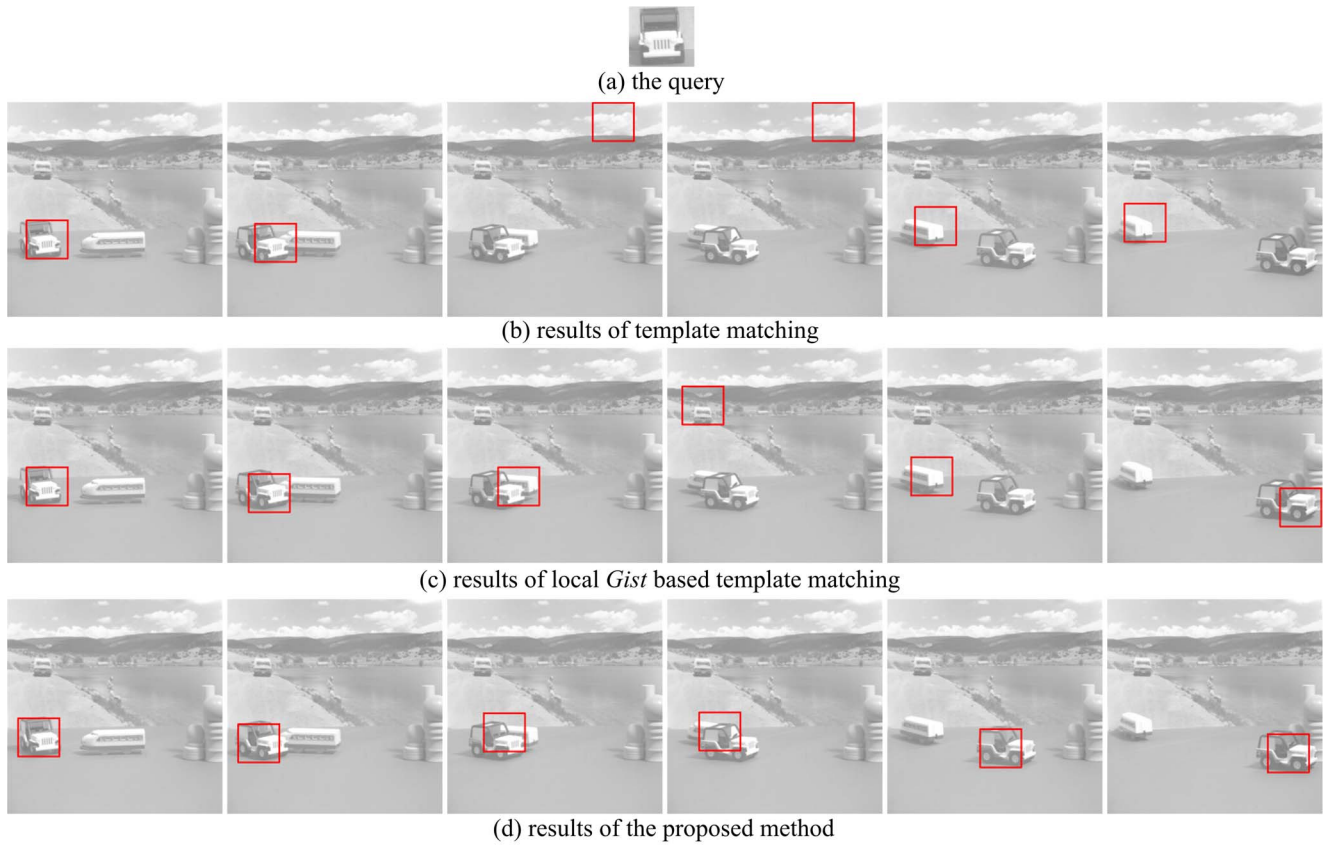 (a) the query
(b) results of template matching
(c) results of local Gist based template matching
(d) results of the proposed method